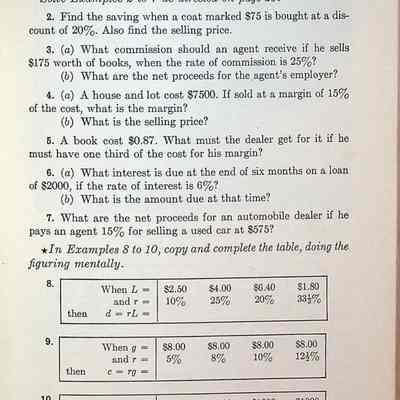 2. Find the saving when a coat marked $75 is bought at a dis-
count of 20%. Also find the selling price.
3. (a) What commission should an agent receive if he sells
$175 worth of books, when the rate of commission is 25%?
(b) What are the net proceeds for the agent's employer?
4. (a) A house and lot cost $7500. If sold at a margin of 15%
of the cost, what is the margin?
(b) What is the selling price?
5. A book cost $0.87. What must the dealer get for it if he
must have one third of the cost for his margin?
6. (a) What interest is due at the end of six months on a loan
of $2000, if the rate of interest is 6%?
(b) What is the amount due at that time?
7. What are the net proceeds for an automobile dealer if he
pays an agent 15% for selling a used car at $575?
★In Examples 8 to 10, copy and complete the table, doing the
figuring mentally.
8.
When L = $2.50 $4.00 $6.40 $1.80
and r = 10% 25% 20% 33⅓%
then d = rL =
9.
When g = $8.00 $8.00 $8.00 $8.00
and r = 5% 8% 10% 12½%
then c = rg =
10